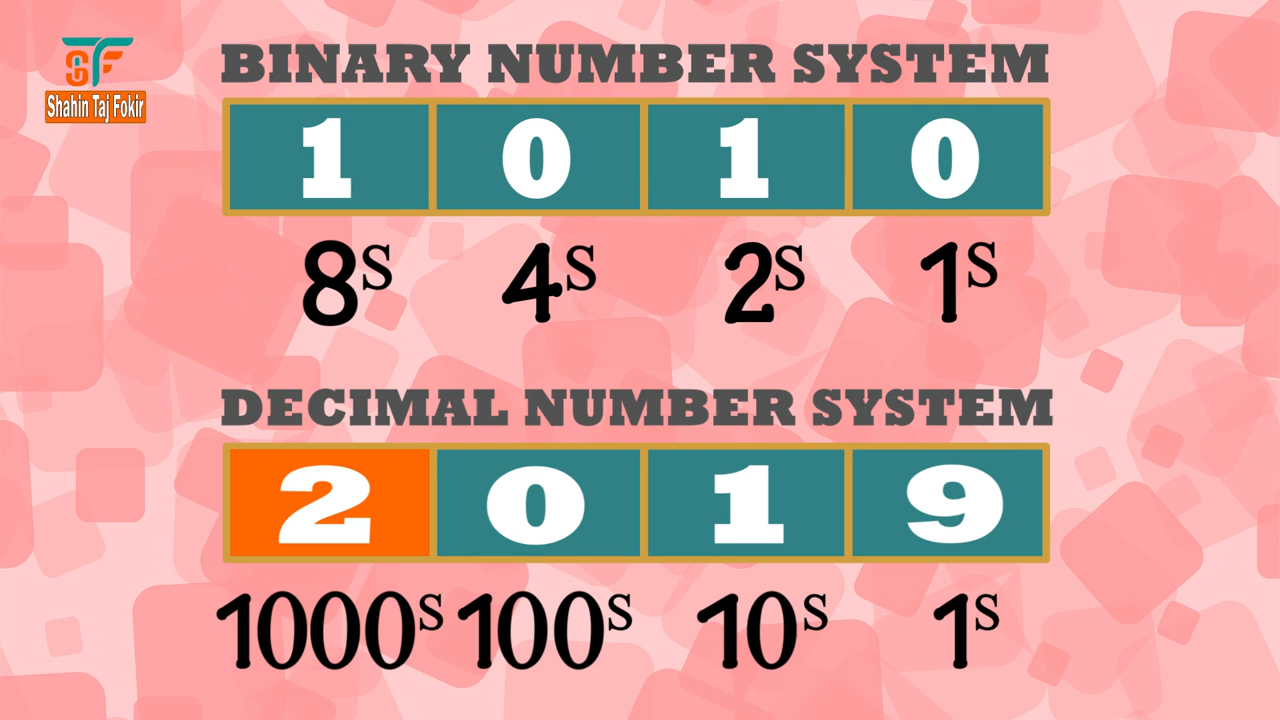 STF
Shahin Taj Fokir
BINARY NUMBER SYSTEM
1 0 1 0
8s 4s 2s 1s
DECIMAL NUMBER SYSTEM
2 0 1 9
1000s 100s 10s 1s